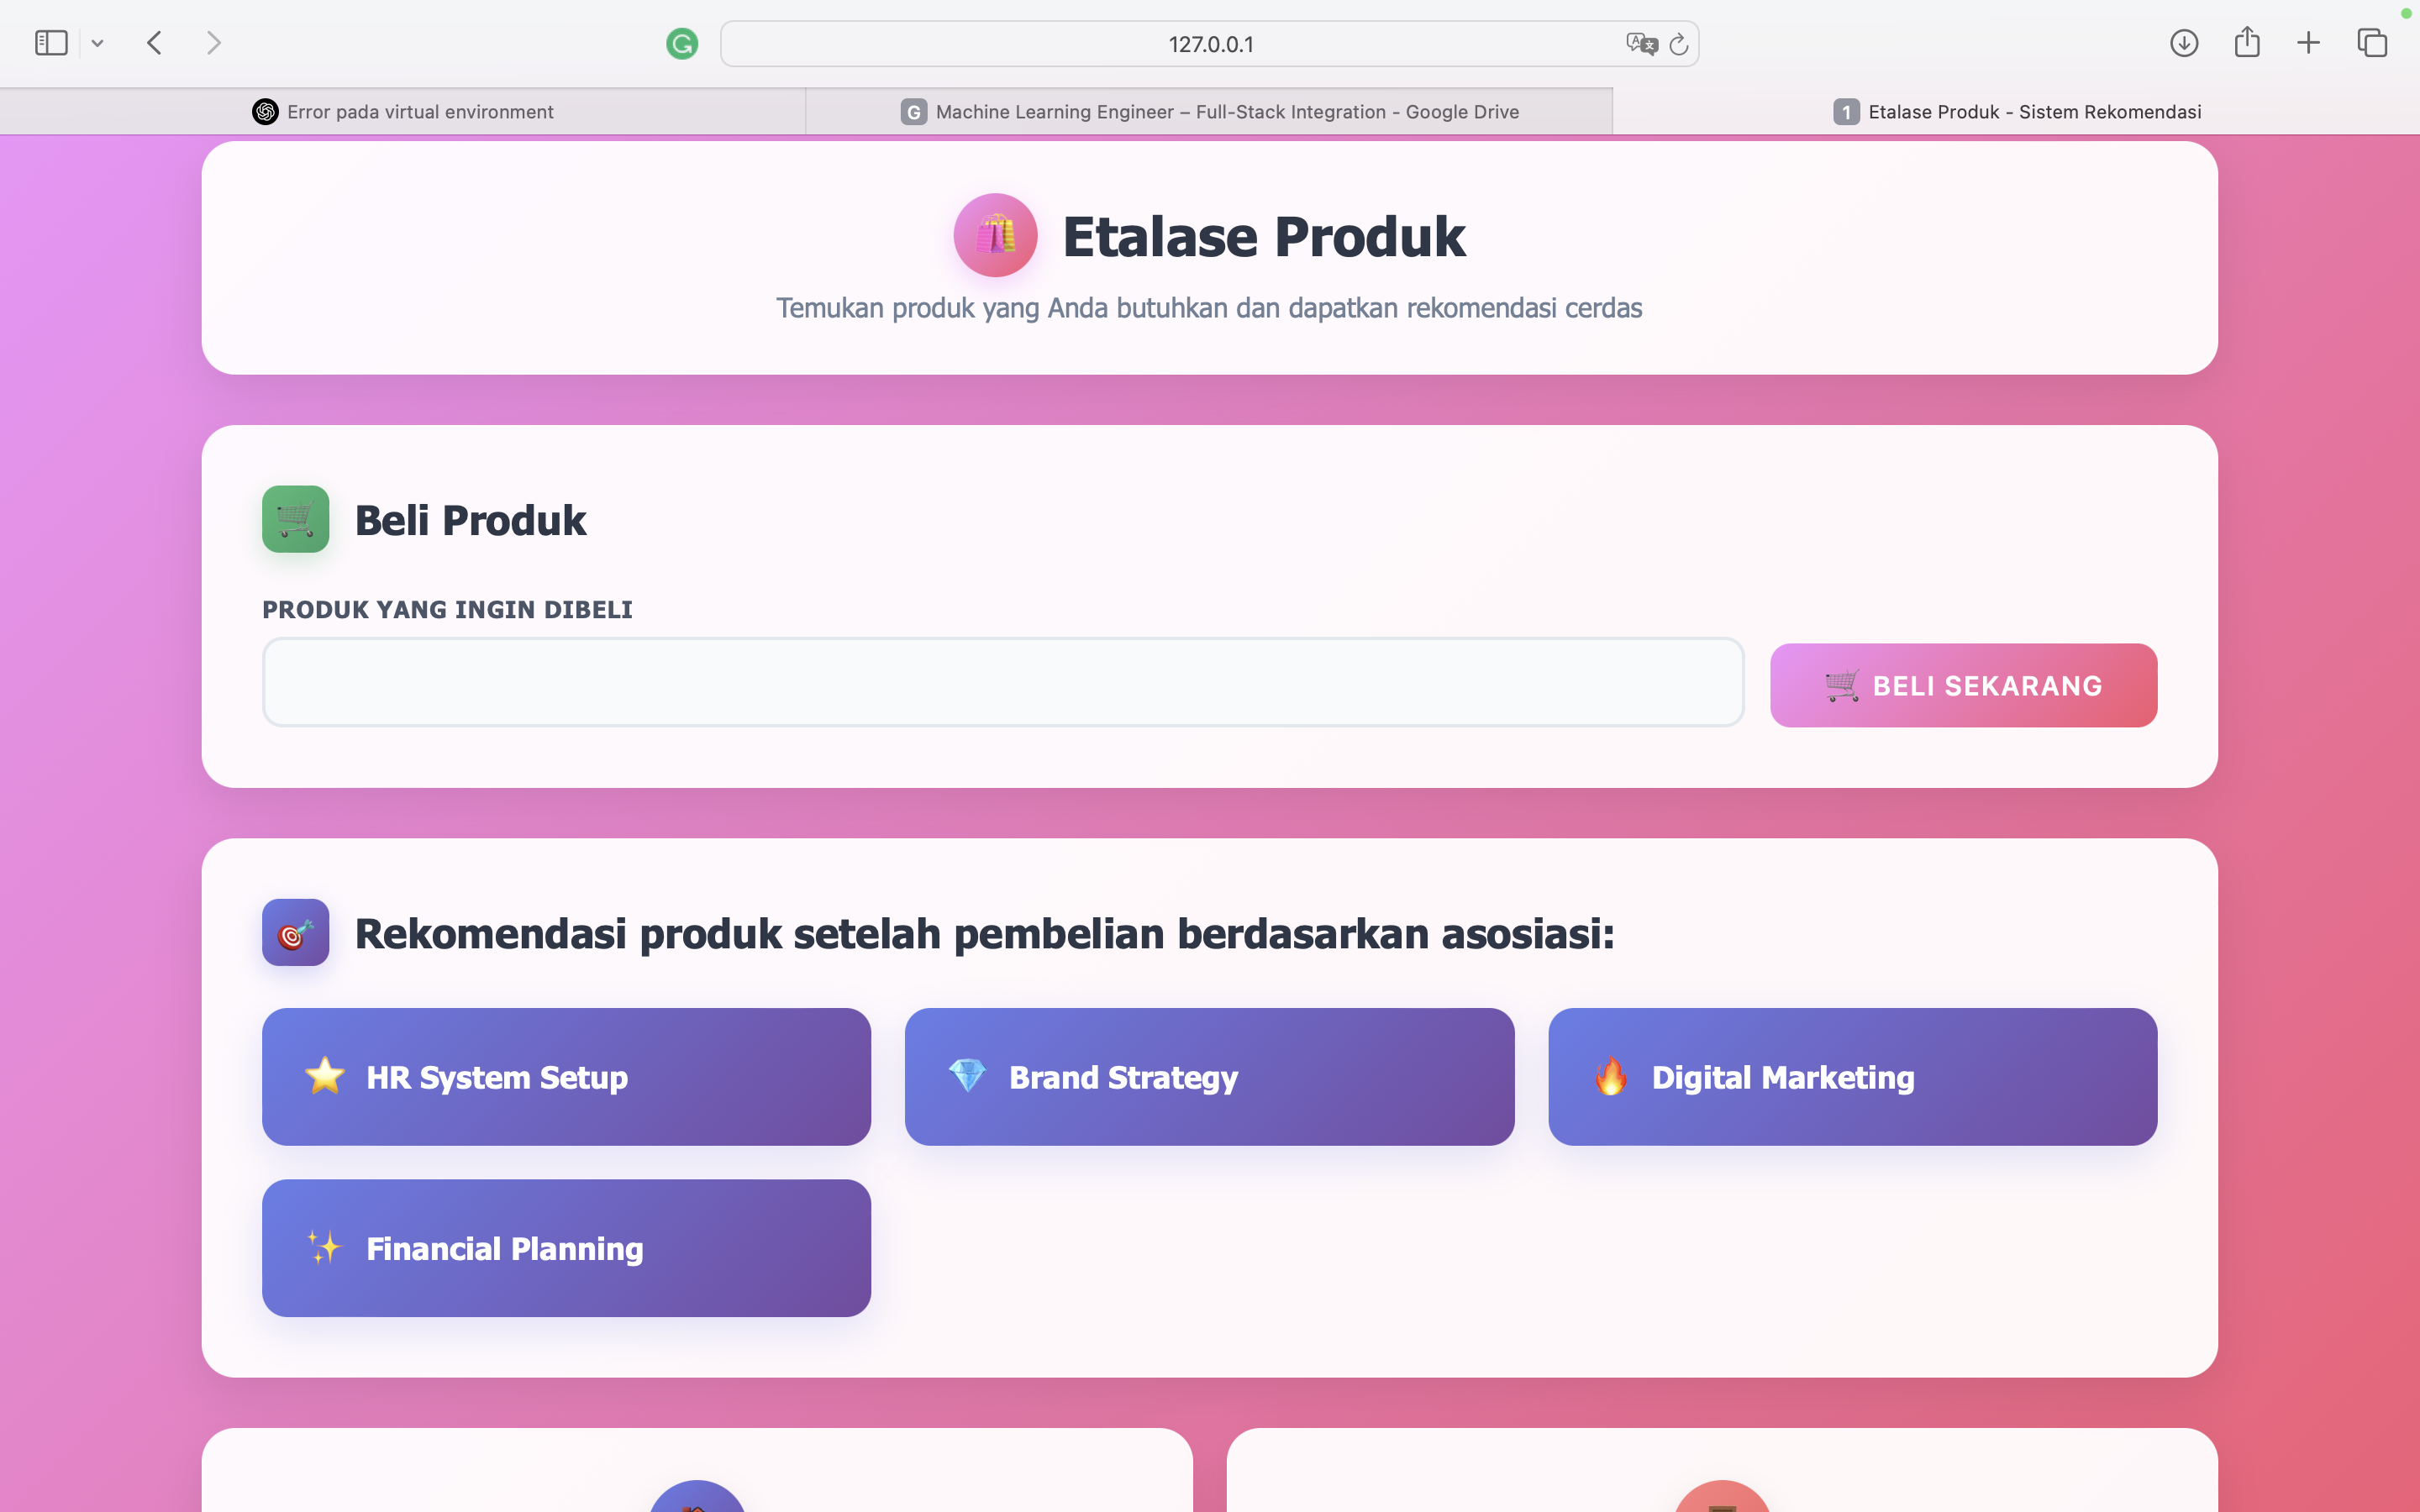 127.0.0.1
Error pada virtual environment
G Machine Learning Engineer – Full-Stack Integration - Google Drive
1 Etalase Produk - Sistem Rekomendasi
Etalase Produk
Temukan produk yang Anda butuhkan dan dapatkan rekomendasi cerdas
Beli Produk
PRODUK YANG INGIN DIBELI
BELI SEKARANG
Rekomendasi produk setelah pembelian berdasarkan asosiasi:
HR System Setup
Brand Strategy
Digital Marketing
Financial Planning